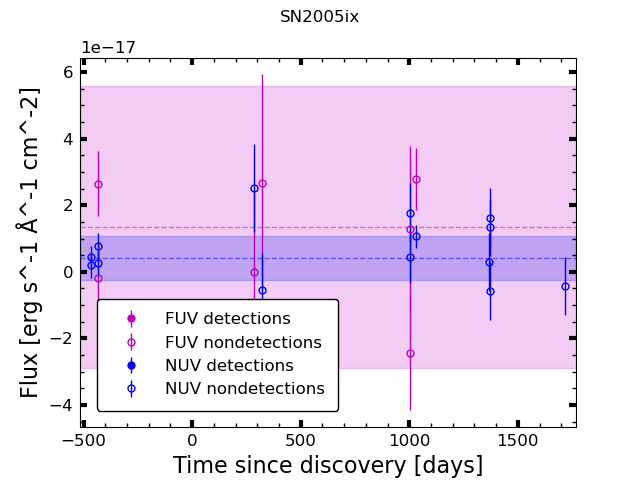 SN2005ix
1e−17
Flux [erg s^-1 Å^-1 cm^-2]
6
4
2
0
−2
−4
FUV detections
FUV nondetections
NUV detections
NUV nondetections
−500 0 500 1000 1500
Time since discovery [days]